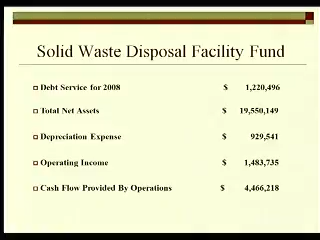 Solid Waste Disposal Facility Fund
Debt Service for 2008 $ 1,220,496
Total Net Assets $ 19,550,149
Depreciation Expense $ 929,541
Operating Income $ 1,483,735
Cash Flow Provided By Operations $ 4,466,218